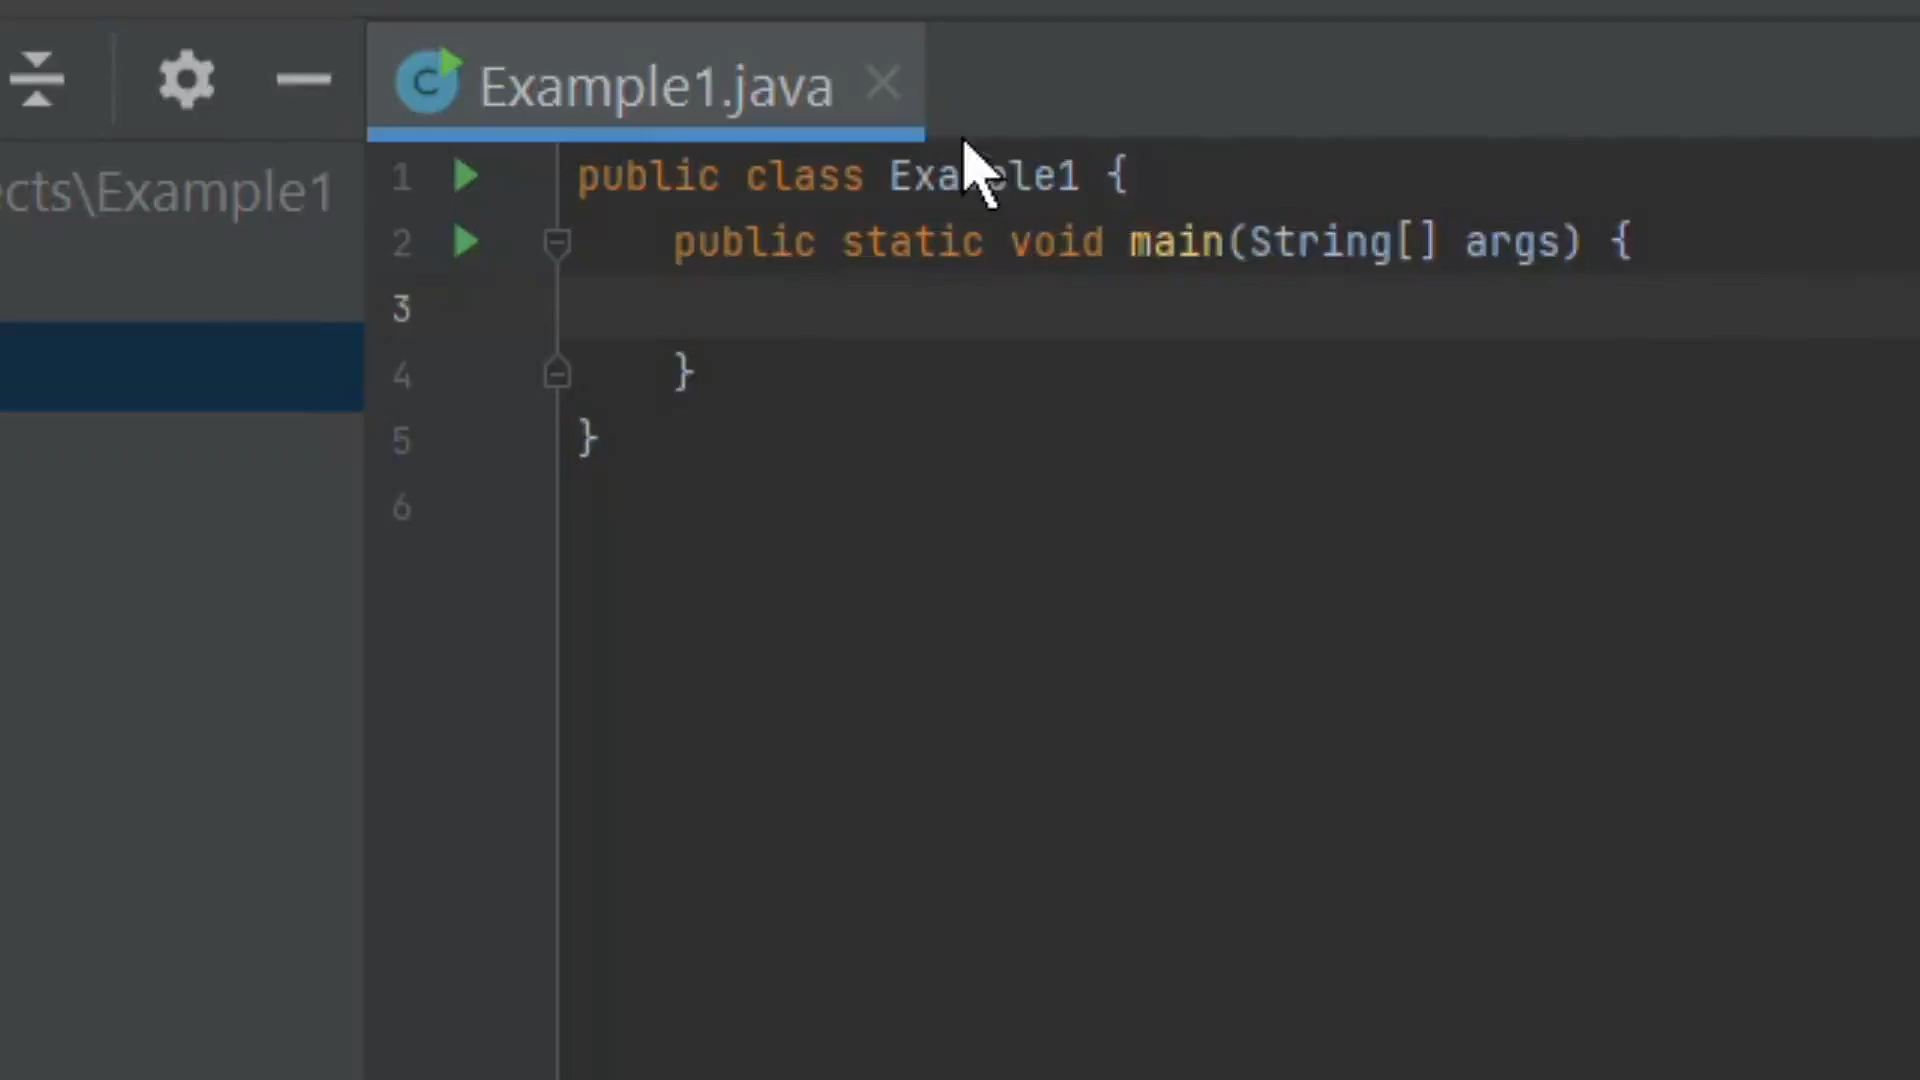 Example1.java
cts\Example1
1 public class Example1 {
2 public static void main(String[] args) {
3
4 }
5 }
6